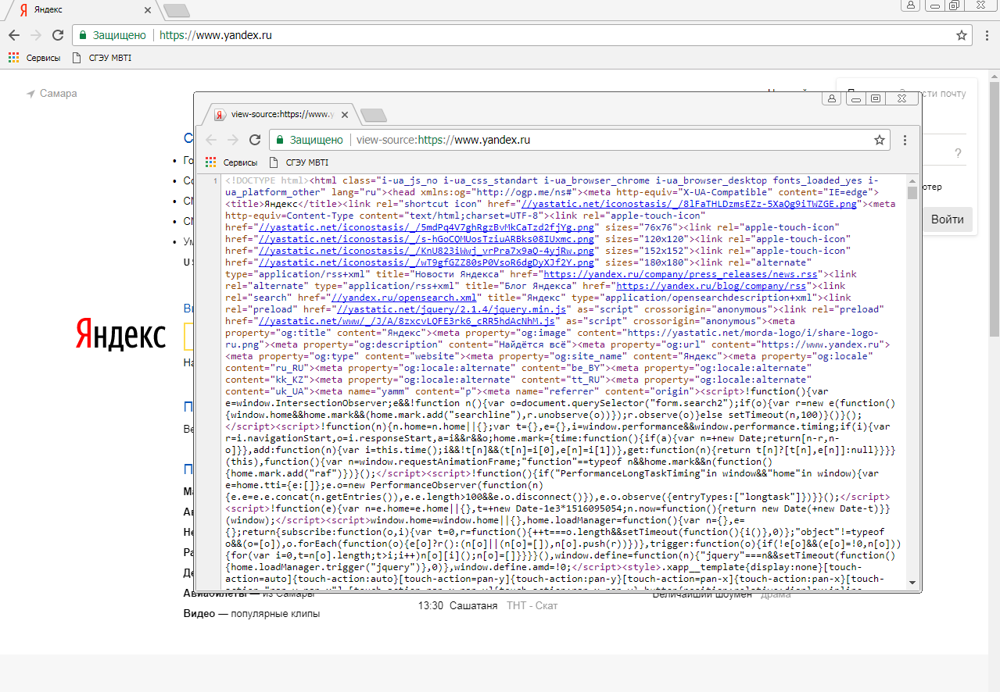 Яндекс
Защищено https://www.yandex.ru
Сервисы СГЭУ МВТІ
Самара
сти почту
?
Войти
Яндекс
view-source:https://www.y
Защищено view-source:https://www.yandex.ru
Сервисы СГЭУ МВТІ
1 <!DOCTYPE html><html class="i-ua_js_no i-ua_css_standart i-ua_browser_chrome i-ua_browser_desktop fonts_loaded_yes i-
ua_platform_other" lang="ru"><head xmlns:og="http://ogp.me/ns#"><meta http-equiv="X-UA-Compatible" content="IE=edge">
<title>Яндекс</title><link rel="shortcut icon" href="//yastatic.net/iconostasis/_/8lFaTHLDzmsEZz-5XaQg9iTWZGE.png"><meta
http-equiv=Content-Type content="text/html;charset=UTF-8"><link rel="apple-touch-icon"
href="//yastatic.net/iconostasis/_/5mdPq4V7ghRgzBvMkCaTzd2fjYg.png" sizes="76x76"><link rel="apple-touch-icon"
href="//yastatic.net/iconostasis/_/s-hGoCQMUosTziuARBks08IUxmc.png" sizes="120x120"><link rel="apple-touch-icon"
href="//yastatic.net/iconostasis/_/KnU823iWwj_vrPra7x9aQ-4yjRw.png" sizes="152x152"><link rel="apple-touch-icon"
href="//yastatic.net/iconostasis/_/wT9gfGZZ80sP0VsoR6dgDyXJf2Y.png" sizes="180x180"><link rel="alternate"
type="application/rss+xml" title="Новости Яндекса" href="https://yandex.ru/company/press_releases/news.rss"><link
rel="alternate" type="application/rss+xml" title="Блог Яндекса" href="https://yandex.ru/blog/company/rss"><link
rel="search" href="//yandex.ru/opensearch.xml" title="Яндекс" type="application/opensearchdescription+xml"><link
rel="preload" href="//yastatic.net/jquery/2.1.4/jquery.min.js" as="script" crossorigin="anonymous"><link rel="preload"
href="//yastatic.net/www/_/J/A/8zxcvLQFE3rk6_cRR5hdAcNhM.js" as="script" crossorigin="anonymous"><meta
property="og:title" content="Яндекс"><meta property="og:image" content="https://yastatic.net/morda-logo/i/share-logo-
ru.png"><meta property="og:description" content="Найдётся всё"><meta property="og:url" content="https://www.yandex.ru">
<meta property="og:type" content="website"><meta property="og:site_name" content="Яндекс"><meta property="og:locale"
content="ru_RU"><meta property="og:locale:alternate" content="be_BY"><meta property="og:locale:alternate"
content="kk_KZ"><meta property="og:locale:alternate" content="tt_RU"><meta property="og:locale:alternate"
content="uk_UA"><meta name="yamm" content="p"><meta name="referrer" content="origin"><script>!function(){var
e=window.IntersectionObserver;e&&!function n(){var o=document.querySelector("form.search2");if(o){var r=new e(function()
{window.home&&home.mark&&(home.mark.add("searchline"),r.unobserve(o))});r.observe(o)}else setTimeout(n,100)}()}();
</script><script>!function(n){n.home=n.home||{};var t={},e={},i=window.performance&&window.performance.timing;if(i){var
r=i.navigationStart,o=i.responseStart,a=i&&r&&o;home.mark={time:function(){if(a){var n=+new Date;return[n-r,n-
o]}},add:function(n){var i=this.time();i&&!t[n]&&(t[n]=i[0],e[n]=i[1])},get:function(n){return t[n]?[t[n],e[n]]:null}}}}
(this),function(){var n=window.requestAnimationFrame;"function"==typeof n&&home.mark&&n(function()
{home.mark.add("raf")})}();</script><script>!function(){if("PerformanceLongTaskTiming"in window&&"home"in window){var
e=home.tti={e:[]};e.o=new PerformanceObserver(function(n)
{e.e=e.e.concat(n.getEntries()),e.e.length>100&&e.o.disconnect()}),e.o.observe({entryTypes:["longtask"]})}}();</script>
<script>!function(e){var n=e.home=e.home||{},t=+new Date-1e3*1516095054;n.now=function(){return new Date(+new Date-t)}}
(window);</script><script>window.home=window.home||{},home.loadManager=function(){var n={},e=
{};return{subscribe:function(o,i){var t=0,r=function(){++t===o.length&&setTimeout(function(){i()},0)};"object"!=typeof
o&&(o=[o]),o.forEach(function(o){e[o]?r():(n[o]||(n[o]=[]),n[o].push(r))})},trigger:function(o){if(!e[o]&&(e[o]=!0,n[o]))
{for(var i=0,t=n[o].length;t>i;i++)n[o][i]();n[o]=[]}}}}(),window.define=function(n){"jquery"===n&&setTimeout(function()
{home.loadManager.trigger("jquery")},0)},window.define.amd=!0;</script><style>.xapp__template{display:none}[touch-
action=auto]{touch-action:auto}[touch-action=pan-y]{touch-action:pan-y}[touch-action=pan-x]{touch-action:pan-x}[touch-
Авиабилеты — из Самары
Величайший шоумен драма
13:30 Сашатаня ТНТ - Скат
Видео — популярные клипы